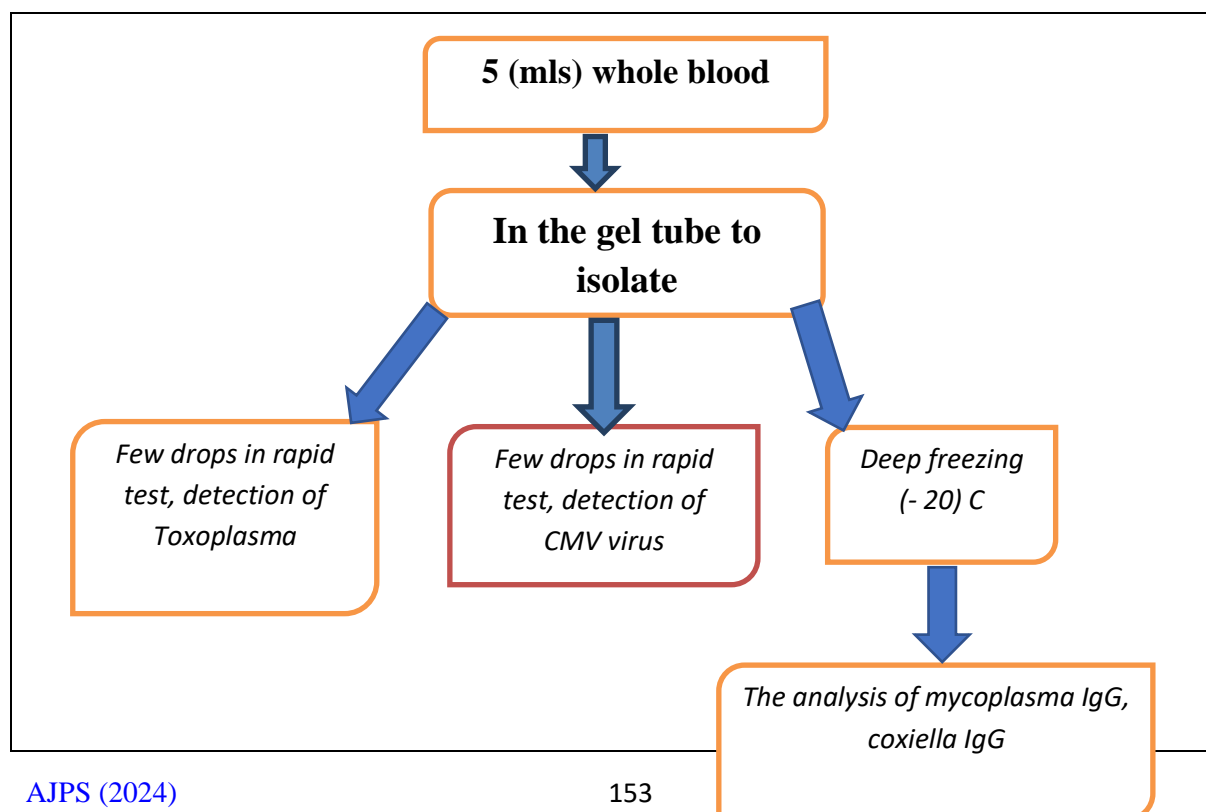 5 (mls) whole blood
In the gel tube to
isolate
Few drops in rapid
test, detection of
Toxoplasma
Few drops in rapid
test, detection of
CMV virus
Deep freezing
(- 20) C
The analysis of mycoplasma IgG,
coxiella IgG
AJPS (2024)
153